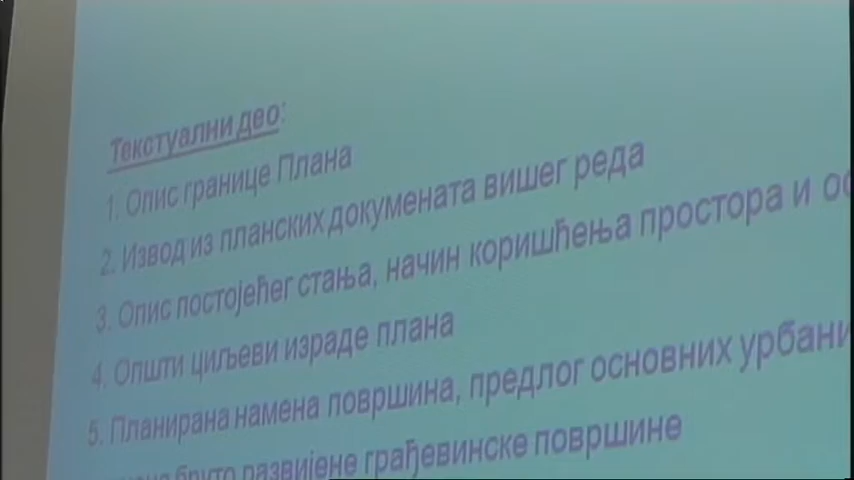 Текстуални део:
1. Опис границе Плана
2. Извод из планских докумената вишег реда
3. Опис постојећег стања, начин коришћења простора и
4. Општи циљеви израде плана
5. Планирана намена површина, предлог основних
бруто развијене грађевинске површине